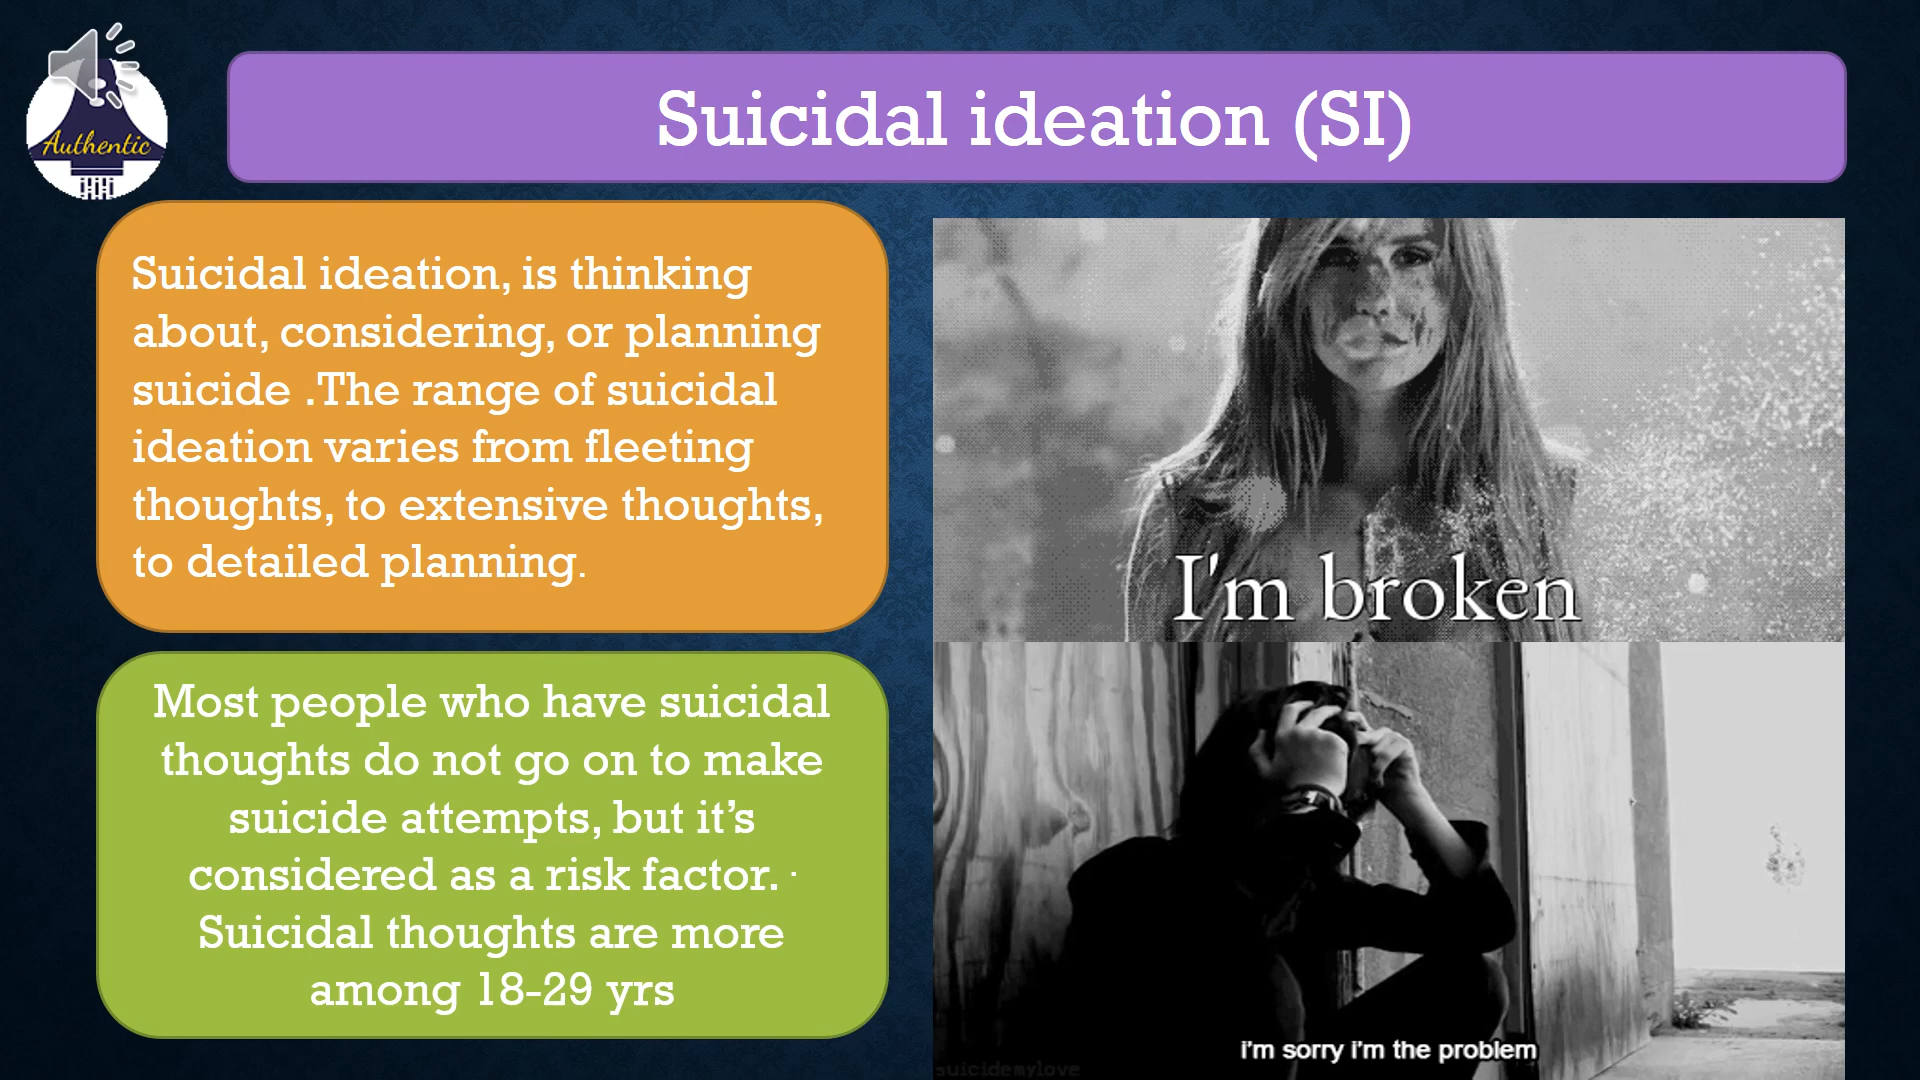 Authentic
Suicidal ideation (SI)
Suicidal ideation, is thinking
about, considering, or planning
suicide .The range of suicidal
ideation varies from fleeting
thoughts, to extensive thoughts,
to detailed planning.
Most people who have suicidal
thoughts do not go on to make
suicide attempts, but it’s
considered as a risk factor. ·
Suicidal thoughts are more
among 18-29 yrs
I'm broken
i'm sorry i'm the problem
suicidemylove